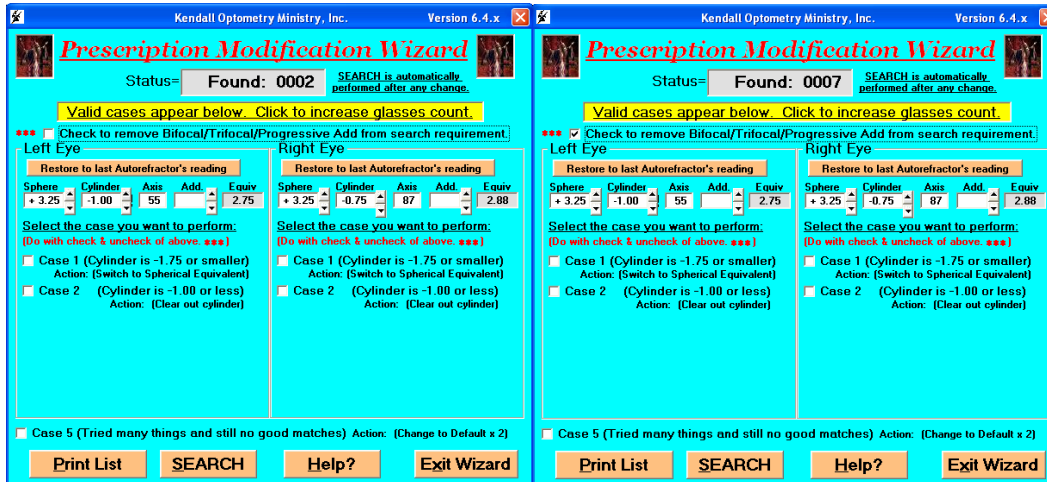 Kendall Optometry Ministry, Inc. Version 6.4.x
Prescription Modification Wizard
Status= Found: 0002 SEARCH is automatically
performed after any change.
Valid cases appear below. Click to increase glasses count.
*** Check to remove Bifocal/Trifocal/Progressive Add from search requirement.
Left Eye Right Eye
Restore to last Autorefractor's reading Restore to last Autorefractor's reading
Sphere Cylinder Axis Add. Equiv Sphere Cylinder Axis Add. Equiv
+ 3.25 -1.00 55 2.75 + 3.25 -0.75 87 2.88
Select the case you want to perform: Select the case you want to perform:
(Do with check & uncheck of above. ***) (Do with check & uncheck of above. ***)
Case 1 (Cylinder is -1.75 or smaller) Case 1 (Cylinder is -1.75 or smaller)
Action: (Switch to Spherical Equivalent) Action: (Switch to Spherical Equivalent)
Case 2 (Cylinder is -1.00 or less) Case 2 (Cylinder is -1.00 or less)
Action: (Clear out cylinder) Action: (Clear out cylinder)
Case 5 (Tried many things and still no good matches) Action: (Change to Default x 2)
Print List SEARCH Help? Exit Wizard
Kendall Optometry Ministry, Inc. Version 6.4.x
Prescription Modification Wizard
Status= Found: 0007 SEARCH is automatically
performed after any change.
Valid cases appear below. Click to increase glasses count.
*** Check to remove Bifocal/Trifocal/Progressive Add from search requirement.
Left Eye Right Eye
Restore to last Autorefractor's reading Restore to last Autorefractor's reading
Sphere Cylinder Axis Add. Equiv Sphere Cylinder Axis Add. Equiv
+ 3.25 -1.00 55 2.75 + 3.25 -0.75 87 2.88
Select the case you want to perform: Select the case you want to perform:
(Do with check & uncheck of above. ***) (Do with check & uncheck of above. ***)
Case 1 (Cylinder is -1.75 or smaller) Case 1 (Cylinder is -1.75 or smaller)
Action: (Switch to Spherical Equivalent) Action: (Switch to Spherical Equivalent)
Case 2 (Cylinder is -1.00 or less) Case 2 (Cylinder is -1.00 or less)
Action: (Clear out cylinder) Action: (Clear out cylinder)
Case 5 (Tried many things and still no good matches) Action: (Change to Default x 2)
Print List SEARCH Help? Exit Wizard